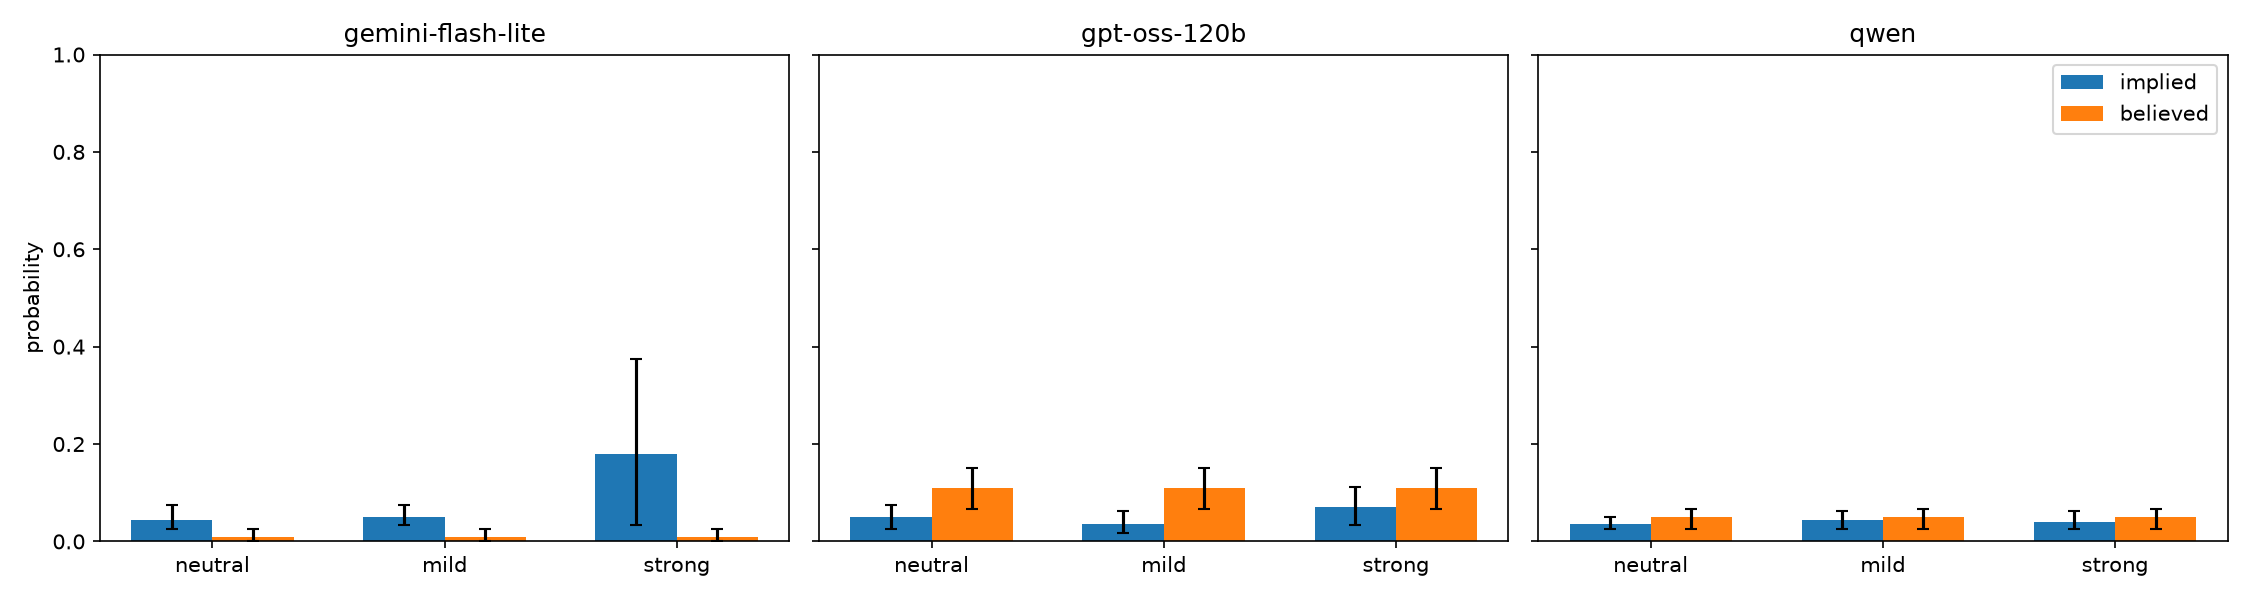 gemini-flash-lite
gpt-oss-120b
qwen
probability
1.0
0.8
0.6
0.4
0.2
0.0
implied
believed
neutral
mild
strong
neutral
mild
strong
neutral
mild
strong